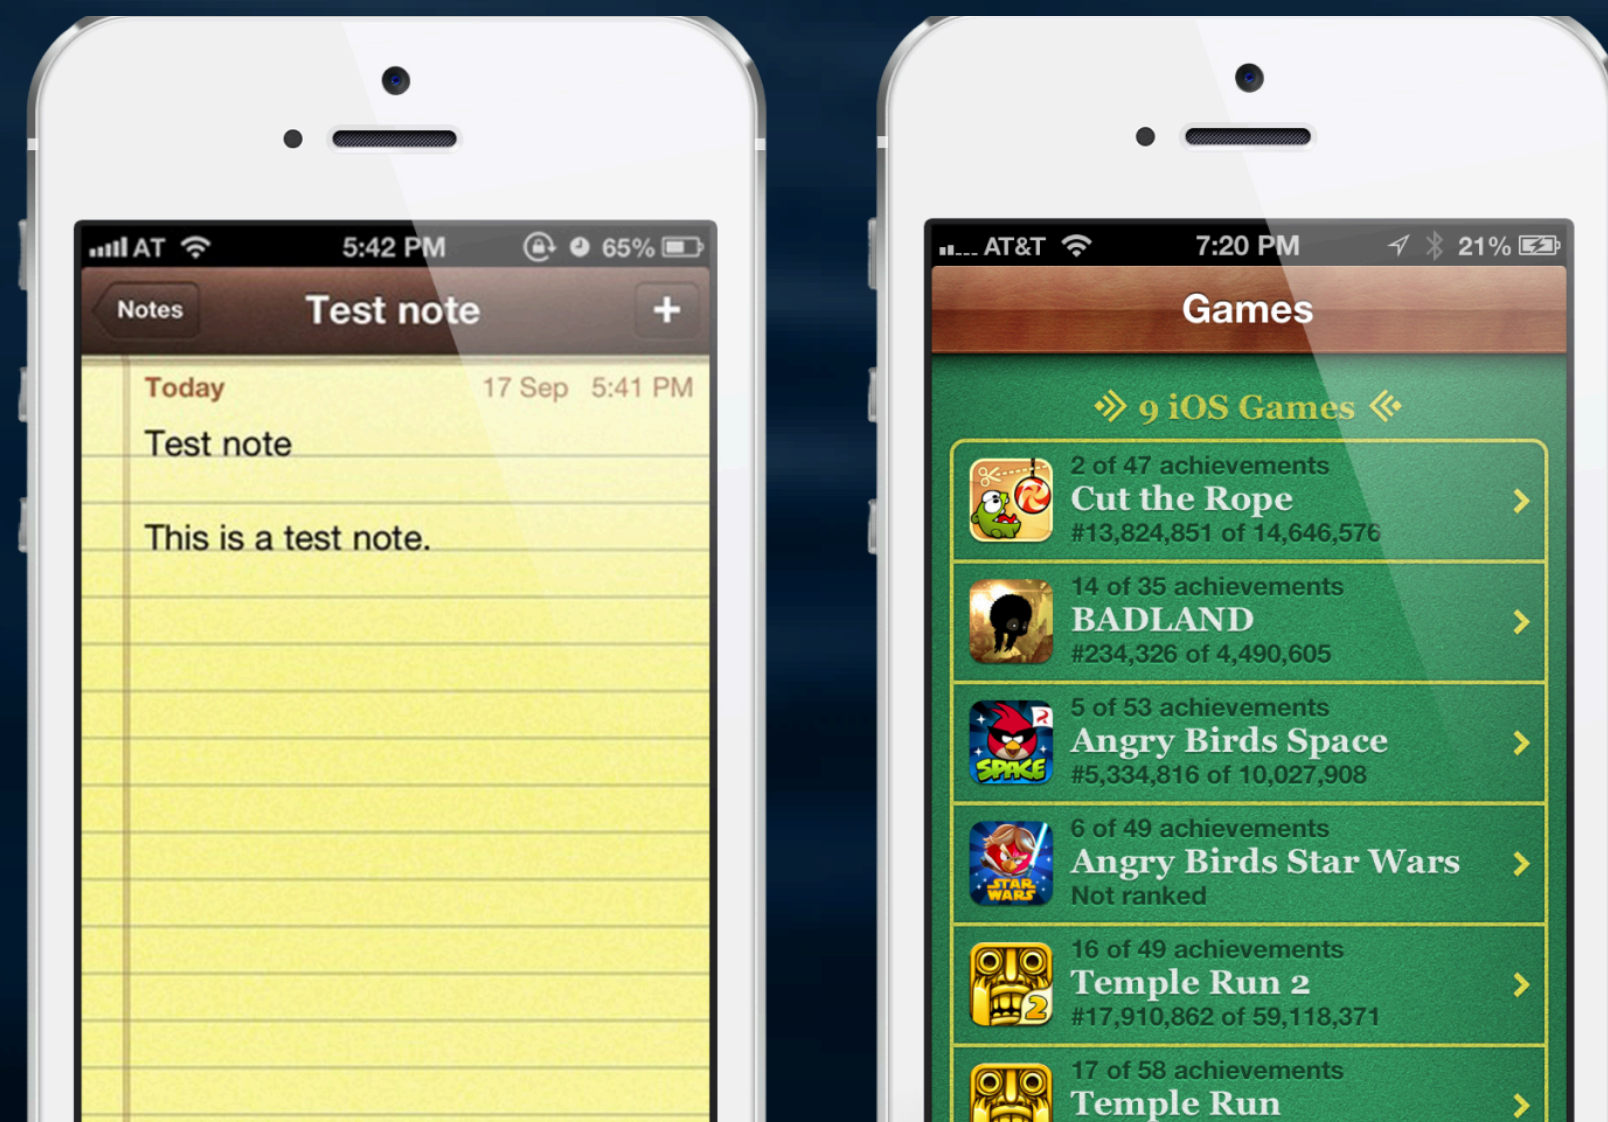 AT 5:42 PM 65%
Notes Test note +
Today 17 Sep 5:41 PM
Test note
This is a test note.
AT&T 7:20 PM 21%
Games
9 iOS Games
2 of 47 achievements
Cut the Rope
#13,824,851 of 14,646,576
14 of 35 achievements
BADLAND
#234,326 of 4,490,605
5 of 53 achievements
Angry Birds Space
#5,334,816 of 10,027,908
SPACE
6 of 49 achievements
Angry Birds Star Wars
Not ranked
STAR
WARS
16 of 49 achievements
Temple Run 2
#17,910,862 of 59,118,371
2
17 of 58 achievements
Temple Run